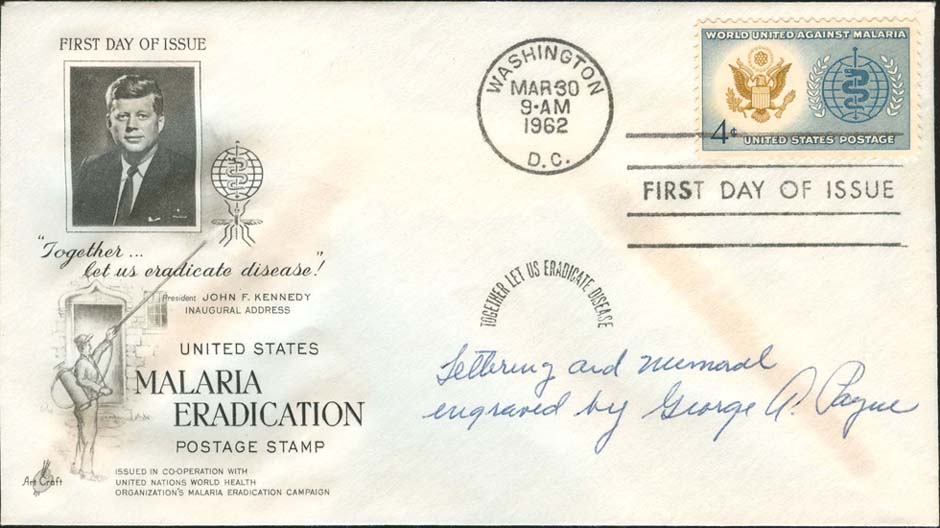 FIRST DAY OF ISSUE
"Together ...
let us eradicate disease!"
President JOHN F. KENNEDY
INAUGURAL ADDRESS
UNITED STATES
MALARIA
ERADICATION
POSTAGE STAMP
ISSUED IN CO-OPERATION WITH
UNITED NATIONS WORLD HEALTH
ORGANIZATION'S MALARIA ERADICATION CAMPAIGN
Art Craft
WASHINGTON
MAR 30
9-AM
1962
D.C.
WORLD UNITED AGAINST MALARIA
4¢
UNITED STATES POSTAGE
FIRST DAY OF ISSUE
TOGETHER LET US ERADICATE DISEASE
Lettering and numeral
engraved by George A. Payne